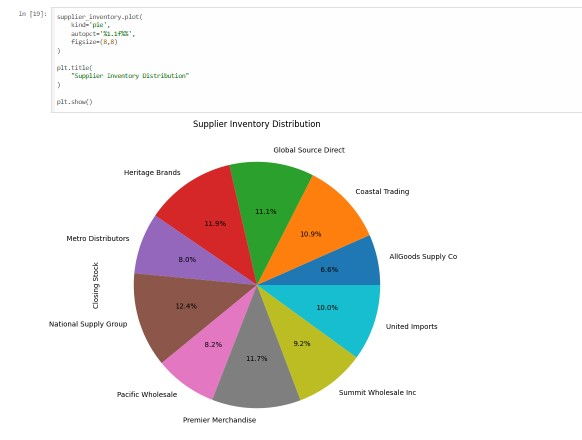 In [19]:
supplier_inventory.plot(
    kind='pie',
    autopct='%1.1f%%',
    figsize=(8,8)
)
plt.title(
    "Supplier Inventory Distribution"
)
plt.show()
Supplier Inventory Distribution
Global Source Direct
Heritage Brands
Coastal Trading
11.1%
11.9%
10.9%
Metro Distributors
AllGoods Supply Co
8.0%
6.6%
Closing Stock
12.4%
10.0%
National Supply Group
United Imports
8.2%
9.2%
11.7%
Pacific Wholesale
Summit Wholesale Inc
Premier Merchandise